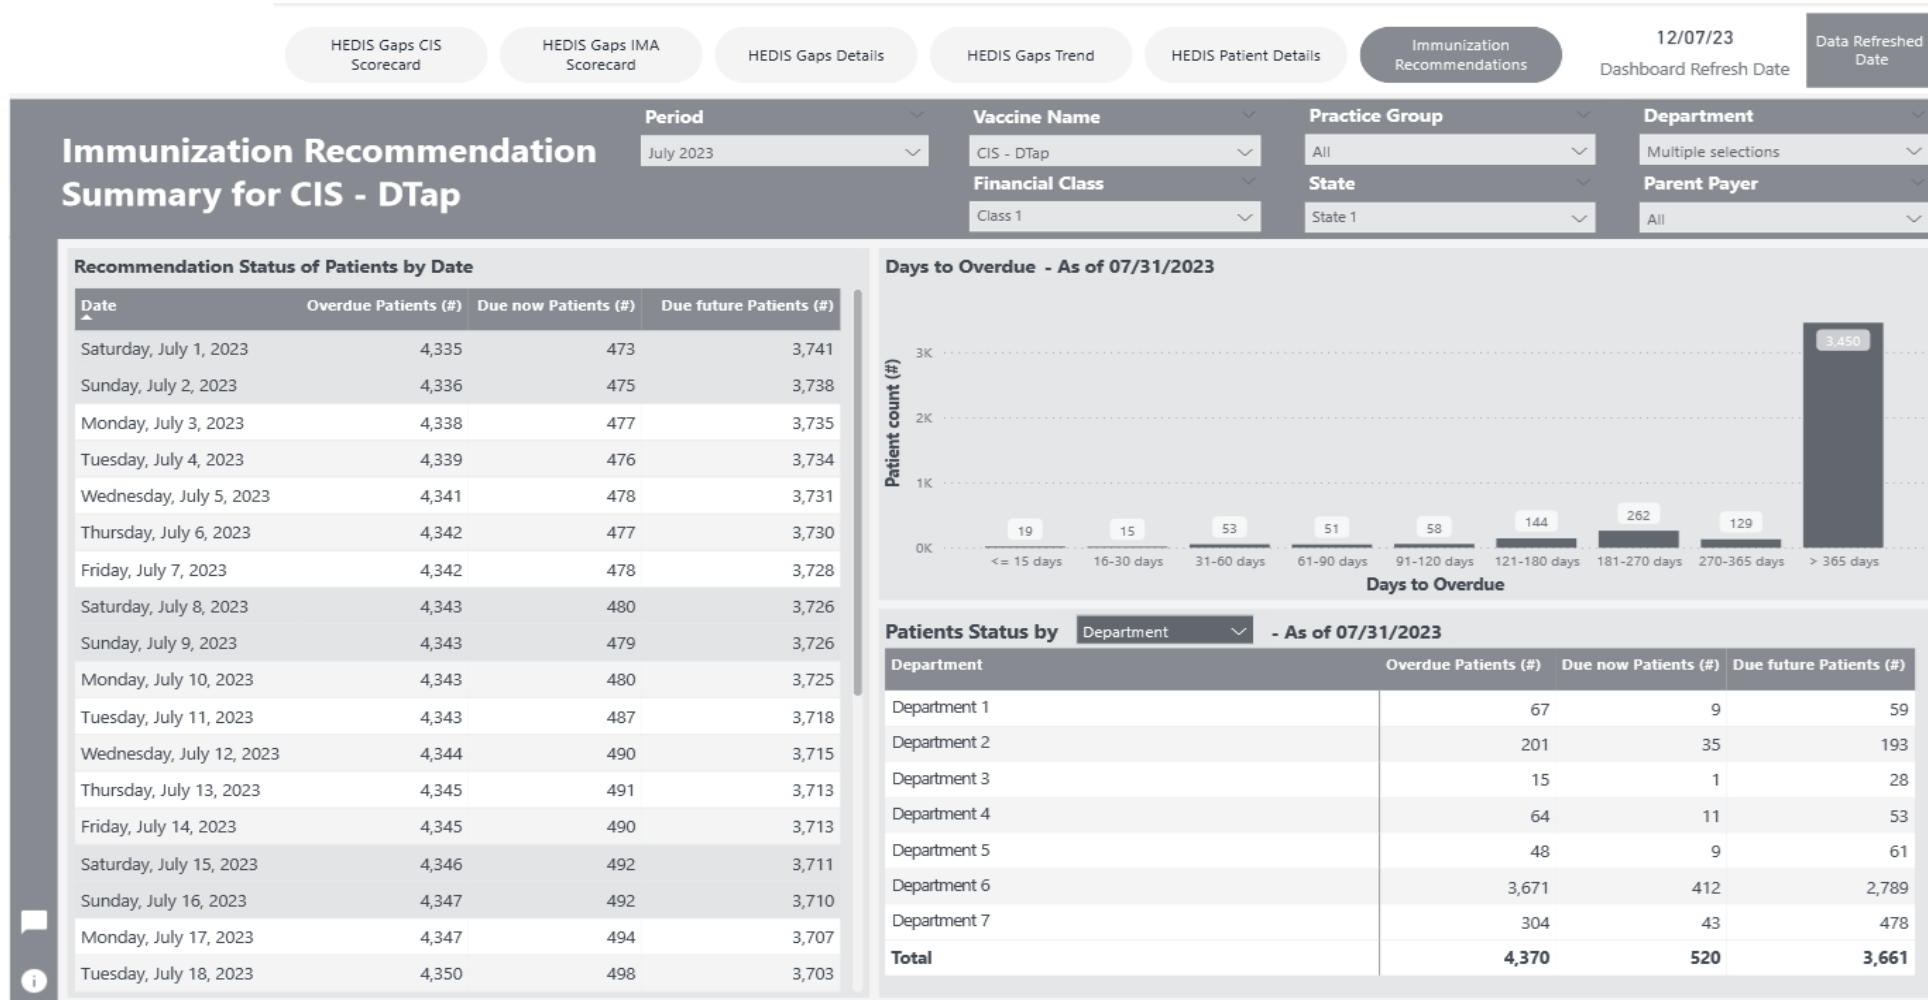 HEDIS Gaps CIS
Scorecard
HEDIS Gaps IMA
Scorecard
HEDIS Gaps Details
HEDIS Gaps Trend
HEDIS Patient Details
Immunization
Recommendations
12/07/23
Dashboard Refresh Date
Data Refreshed
Date
Immunization Recommendation
Summary for CIS - DTap
Period
July 2023
Vaccine Name
CIS - DTap
Practice Group
All
Department
Multiple selections
Financial Class
Class 1
State
State 1
Parent Payer
All
Recommendation Status of Patients by Date
Date Overdue Patients (#) Due now Patients (#) Due future Patients (#)
Saturday, July 1, 2023 4,335 473 3,741
Sunday, July 2, 2023 4,336 475 3,738
Monday, July 3, 2023 4,338 477 3,735
Tuesday, July 4, 2023 4,339 476 3,734
Wednesday, July 5, 2023 4,341 478 3,731
Thursday, July 6, 2023 4,342 477 3,730
Friday, July 7, 2023 4,342 478 3,728
Saturday, July 8, 2023 4,343 480 3,726
Sunday, July 9, 2023 4,343 479 3,726
Monday, July 10, 2023 4,343 480 3,725
Tuesday, July 11, 2023 4,343 487 3,718
Wednesday, July 12, 2023 4,344 490 3,715
Thursday, July 13, 2023 4,345 491 3,713
Friday, July 14, 2023 4,345 490 3,713
Saturday, July 15, 2023 4,346 492 3,711
Sunday, July 16, 2023 4,347 492 3,710
Monday, July 17, 2023 4,347 494 3,707
Tuesday, July 18, 2023 4,350 498 3,703
Days to Overdue - As of 07/31/2023
Patient count (#)
3K
2K
1K
0K
19 15 53 51 58 144 262 129 3,450
<= 15 days 16-30 days 31-60 days 61-90 days 91-120 days 121-180 days 181-270 days 270-365 days > 365 days
Days to Overdue
Patients Status by Department - As of 07/31/2023
Department Overdue Patients (#) Due now Patients (#) Due future Patients (#)
Department 1 67 9 59
Department 2 201 35 193
Department 3 15 1 28
Department 4 64 11 53
Department 5 48 9 61
Department 6 3,671 412 2,789
Department 7 304 43 478
Total 4,370 520 3,661